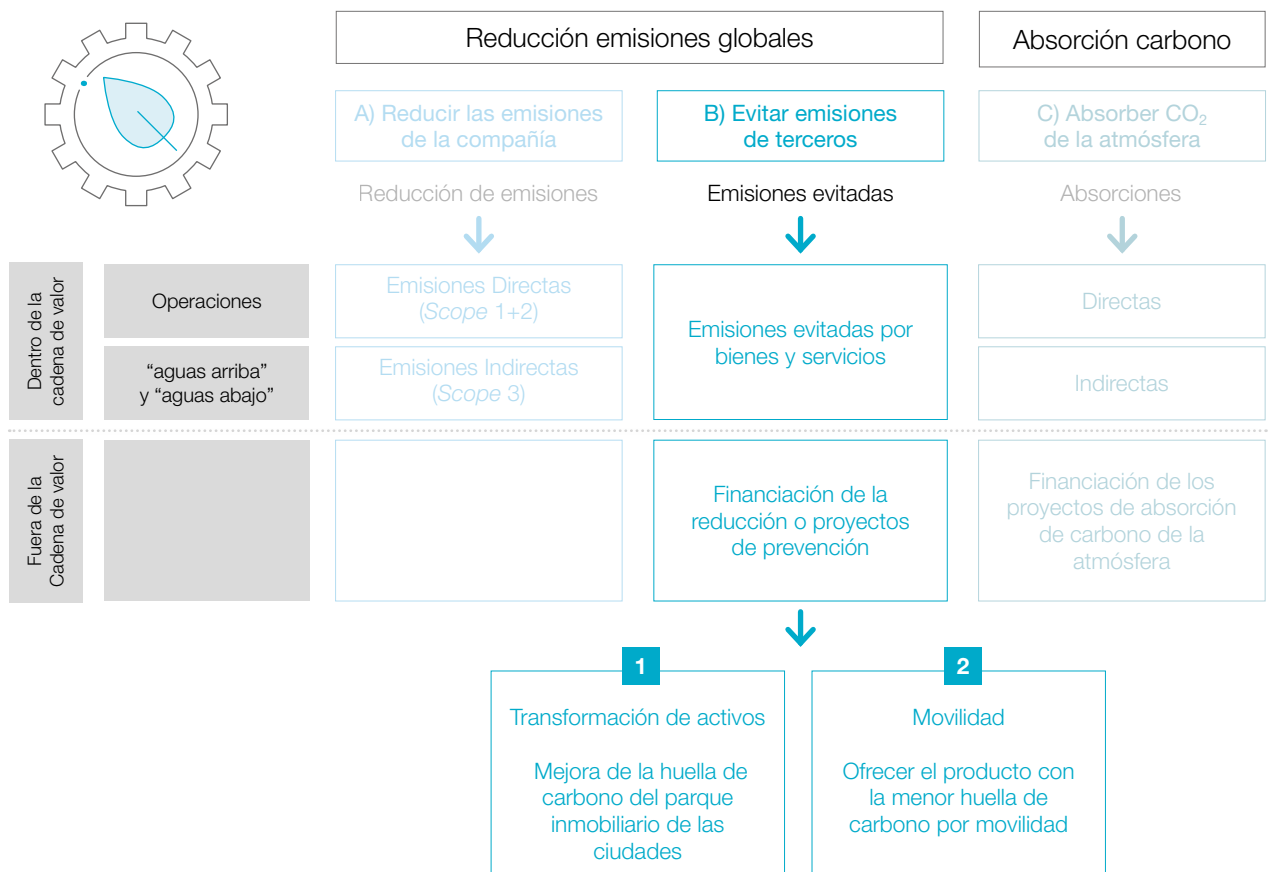 Reducción emisiones globales
Absorción carbono
A) Reducir las emisiones
de la compañía
B) Evitar emisiones
de terceros
C) Absorber CO₂
de la atmósfera
Reducción de emisiones
Emisiones evitadas
Absorciones
Dentro de la
cadena de valor
Operaciones
Emisiones Directas
(Scope 1+2)
Emisiones evitadas por
bienes y servicios
Directas
“aguas arriba”
y “aguas abajo”
Emisiones Indirectas
(Scope 3)
Indirectas
Fuera de la
Cadena de valor
Financiación de la
reducción o proyectos
de prevención
Financiación de los
proyectos de absorción
de carbono de la
atmósfera
1
Transformación de activos
Mejora de la huella de
carbono del parque
inmobiliario de las
ciudades
2
Movilidad
Ofrecer el producto con
la menor huella de
carbono por movilidad